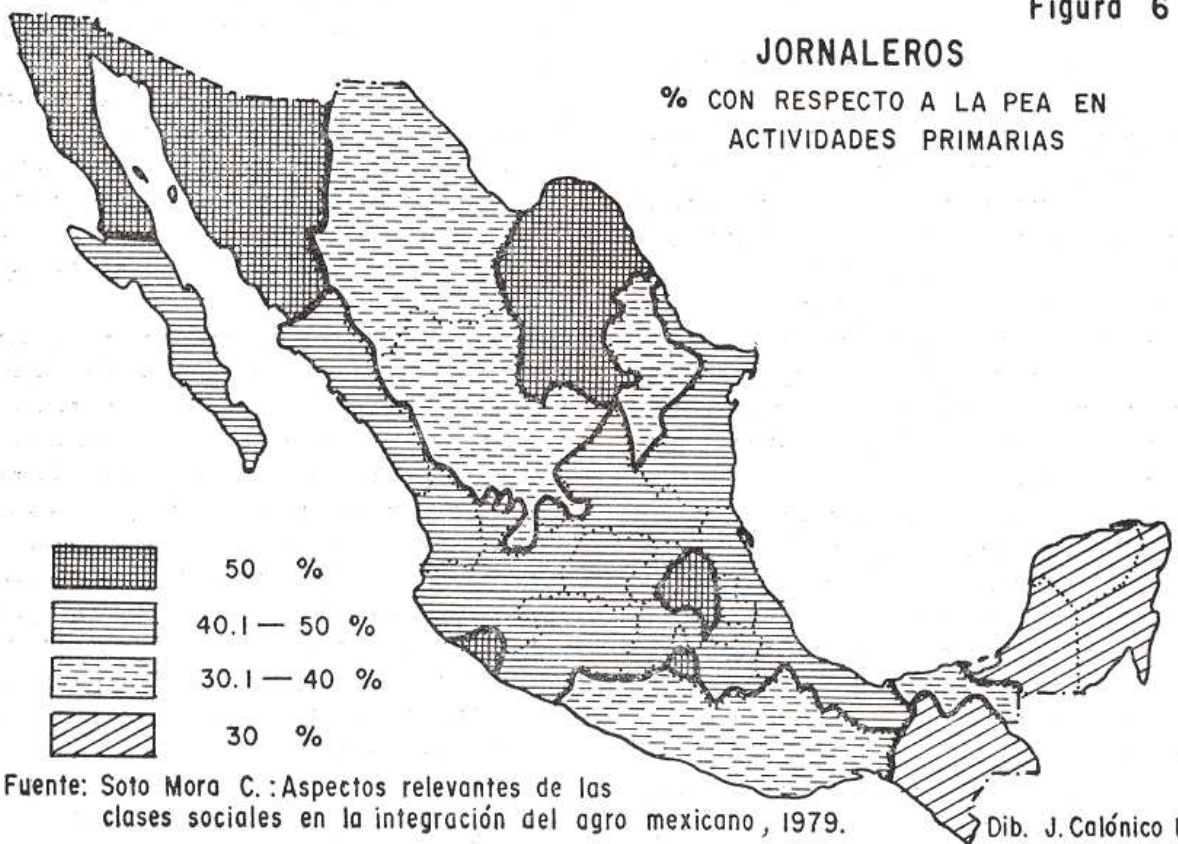 Figura 6
JORNALEROS
% CON RESPECTO A LA PEA EN
ACTIVIDADES PRIMARIAS
50 %
40.1 — 50 %
30.1 — 40 %
30 %
Fuente: Soto Mora C.: Aspectos relevantes de las
clases sociales en la integración del agro mexicano, 1979.
Dib. J. Calónico